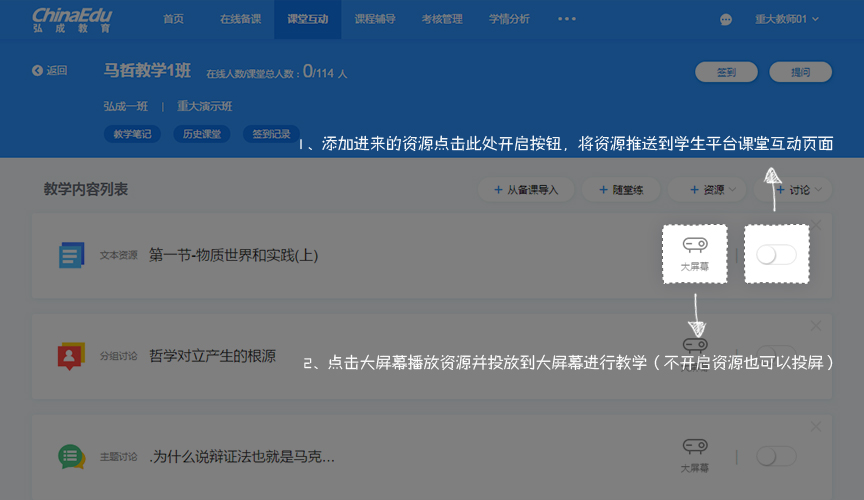 ChinaEdu
弘成教育
首页 在线备课 课堂互动 课程辅导 考核管理 学情分析 重大教师01
返回 马哲教学1班 在线人数/课堂总人数：0/114 人 签到 提问
弘成一班 | 重大演示班
教学笔记 历史课堂 签到记录
1、添加进来的资源点击此处开启按钮，将资源推送到学生平台课堂互动页面
教学内容列表 + 从备课导入 + 随堂练 + 资源 + 讨论
文本资源 第一节-物质世界和实践(上) 大屏幕
分组讨论 哲学对立产生的根源
2、点击大屏幕播放资源并投放到大屏幕进行教学（不开启资源也可以投屏）
主题讨论 .为什么说辩证法也就是马克... 大屏幕